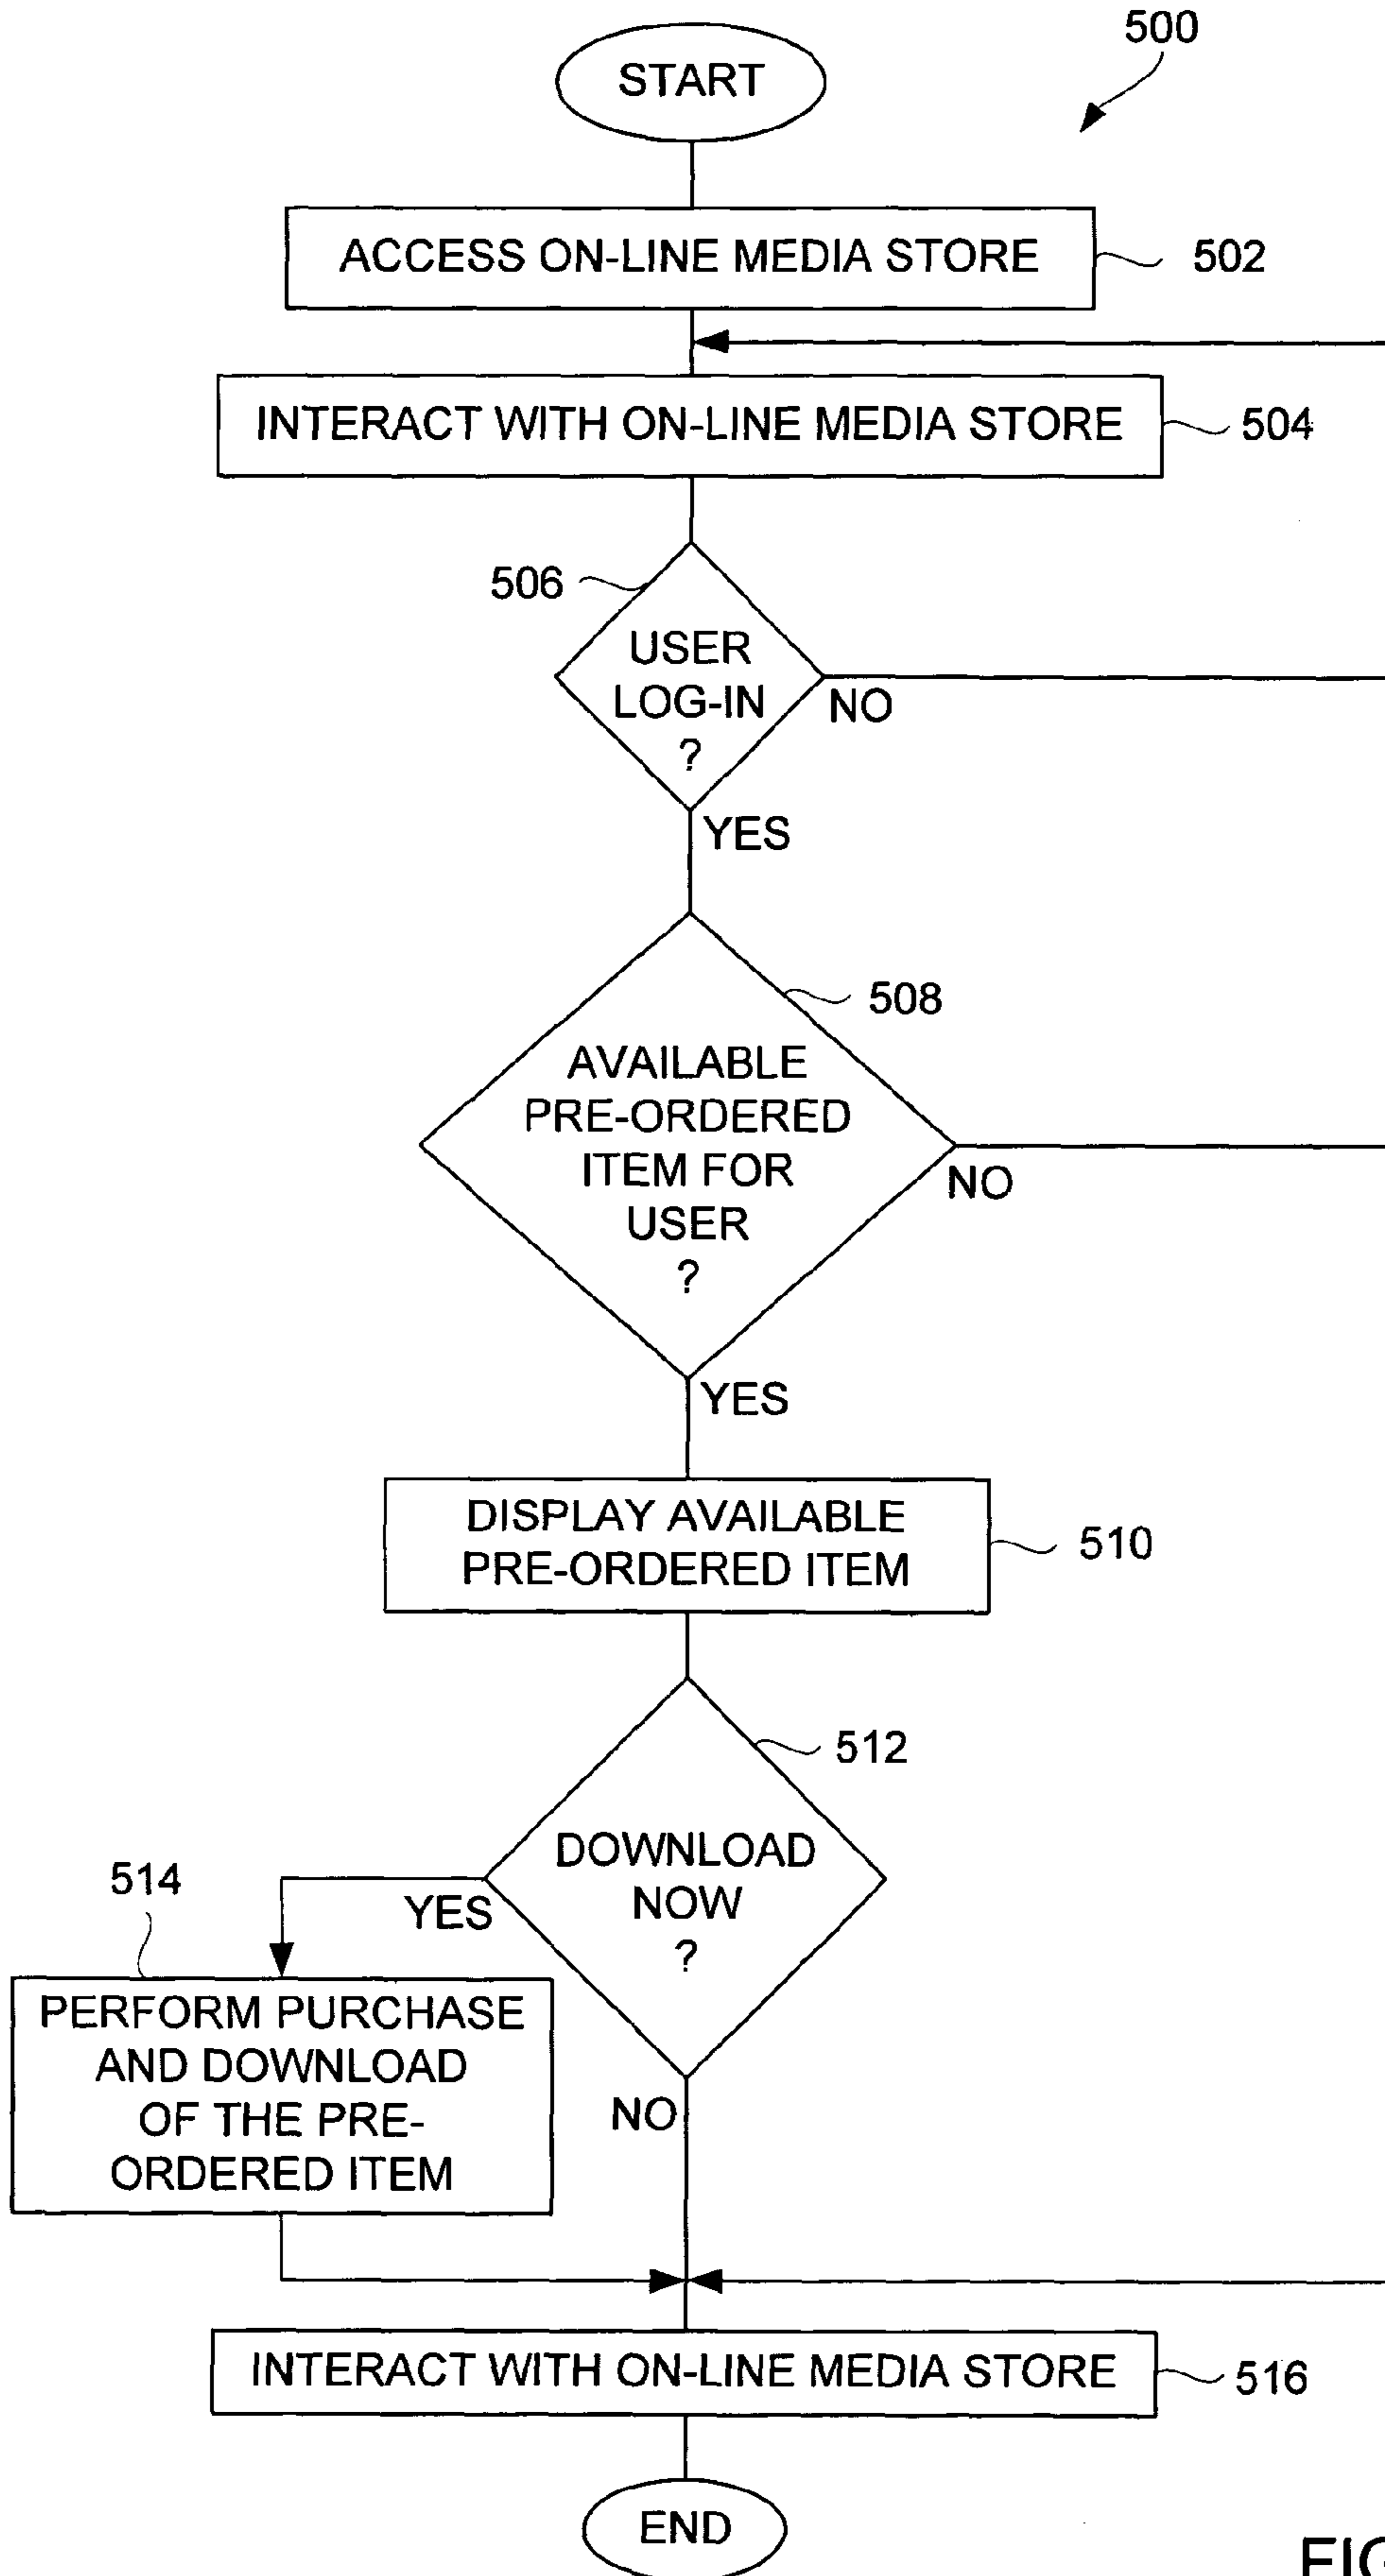 500
START
ACCESS ON-LINE MEDIA STORE
502
INTERACT WITH ON-LINE MEDIA STORE
504
506
USER
LOG-IN
?
NO
YES
508
AVAILABLE
PRE-ORDERED
ITEM FOR
USER
?
NO
YES
DISPLAY AVAILABLE
PRE-ORDERED ITEM
510
512
DOWNLOAD
NOW
?
514
YES
PERFORM PURCHASE
AND DOWNLOAD
OF THE PRE-
ORDERED ITEM
NO
INTERACT WITH ON-LINE MEDIA STORE
516
END
FIG